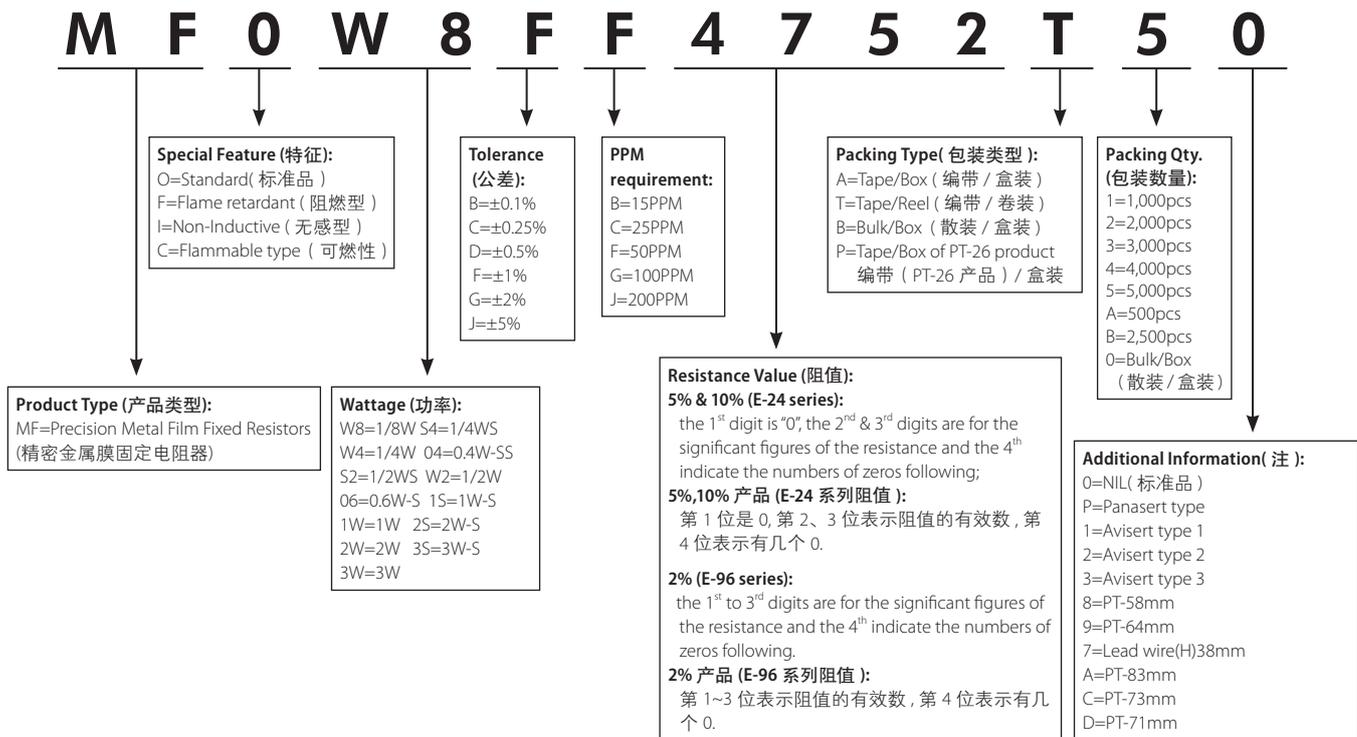 M F 0 W 8 F F 4 7 5 2 T 5 0
Special Feature (特征):
O=Standard( 标准品 )
F=Flame retardant ( 阻燃型 )
I=Non-Inductive ( 无感型 )
C=Flammable type ( 可燃性 )
Tolerance
(公差):
B=±0.1%
C=±0.25%
D=±0.5%
F=±1%
G=±2%
J=±5%
PPM
requirement:
B=15PPM
C=25PPM
F=50PPM
G=100PPM
J=200PPM
Packing Type( 包装类型 ):
A=Tape/Box ( 编带 / 盒装 )
T=Tape/Reel ( 编带 / 卷装 )
B=Bulk/Box ( 散装 / 盒装 )
P=Tape/Box of PT-26 product
编带 ( PT-26 产品 ) / 盒装
Packing Qty.
(包装数量):
1=1,000pcs
2=2,000pcs
3=3,000pcs
4=4,000pcs
5=5,000pcs
A=500pcs
B=2,500pcs
0=Bulk/Box
( 散装 / 盒装 )
Product Type (产品类型):
MF=Precision Metal Film Fixed Resistors
(精密金属膜固定电阻器)
Wattage (功率):
W8=1/8W S4=1/4WS
W4=1/4W 04=0.4W-SS
S2=1/2WS W2=1/2W
06=0.6W-S 1S=1W-S
1W=1W 2S=2W-S
2W=2W 3S=3W-S
3W=3W
Resistance Value (阻值):
5% & 10% (E-24 series):
the 1st digit is “0”, the 2nd & 3rd digits are for the
significant figures of the resistance and the 4th
indicate the numbers of zeros following;
5%,10% 产品 (E-24 系列阻值 ):
第 1 位是 0, 第 2、3 位表示阻值的有效数 , 第
4 位表示有几个 0.
2% (E-96 series):
the 1st to 3rd digits are for the significant figures of
the resistance and the 4th indicate the numbers of
zeros following.
2% 产品 (E-96 系列阻值 ):
第 1~3 位表示阻值的有效数 , 第 4 位表示有几
个 0.
Additional Information( 注 ):
0=NIL( 标准品 )
P=Panasert type
1=Avisert type 1
2=Avisert type 2
3=Avisert type 3
8=PT-58mm
9=PT-64mm
7=Lead wire(H)38mm
A=PT-83mm
C=PT-73mm
D=PT-71mm